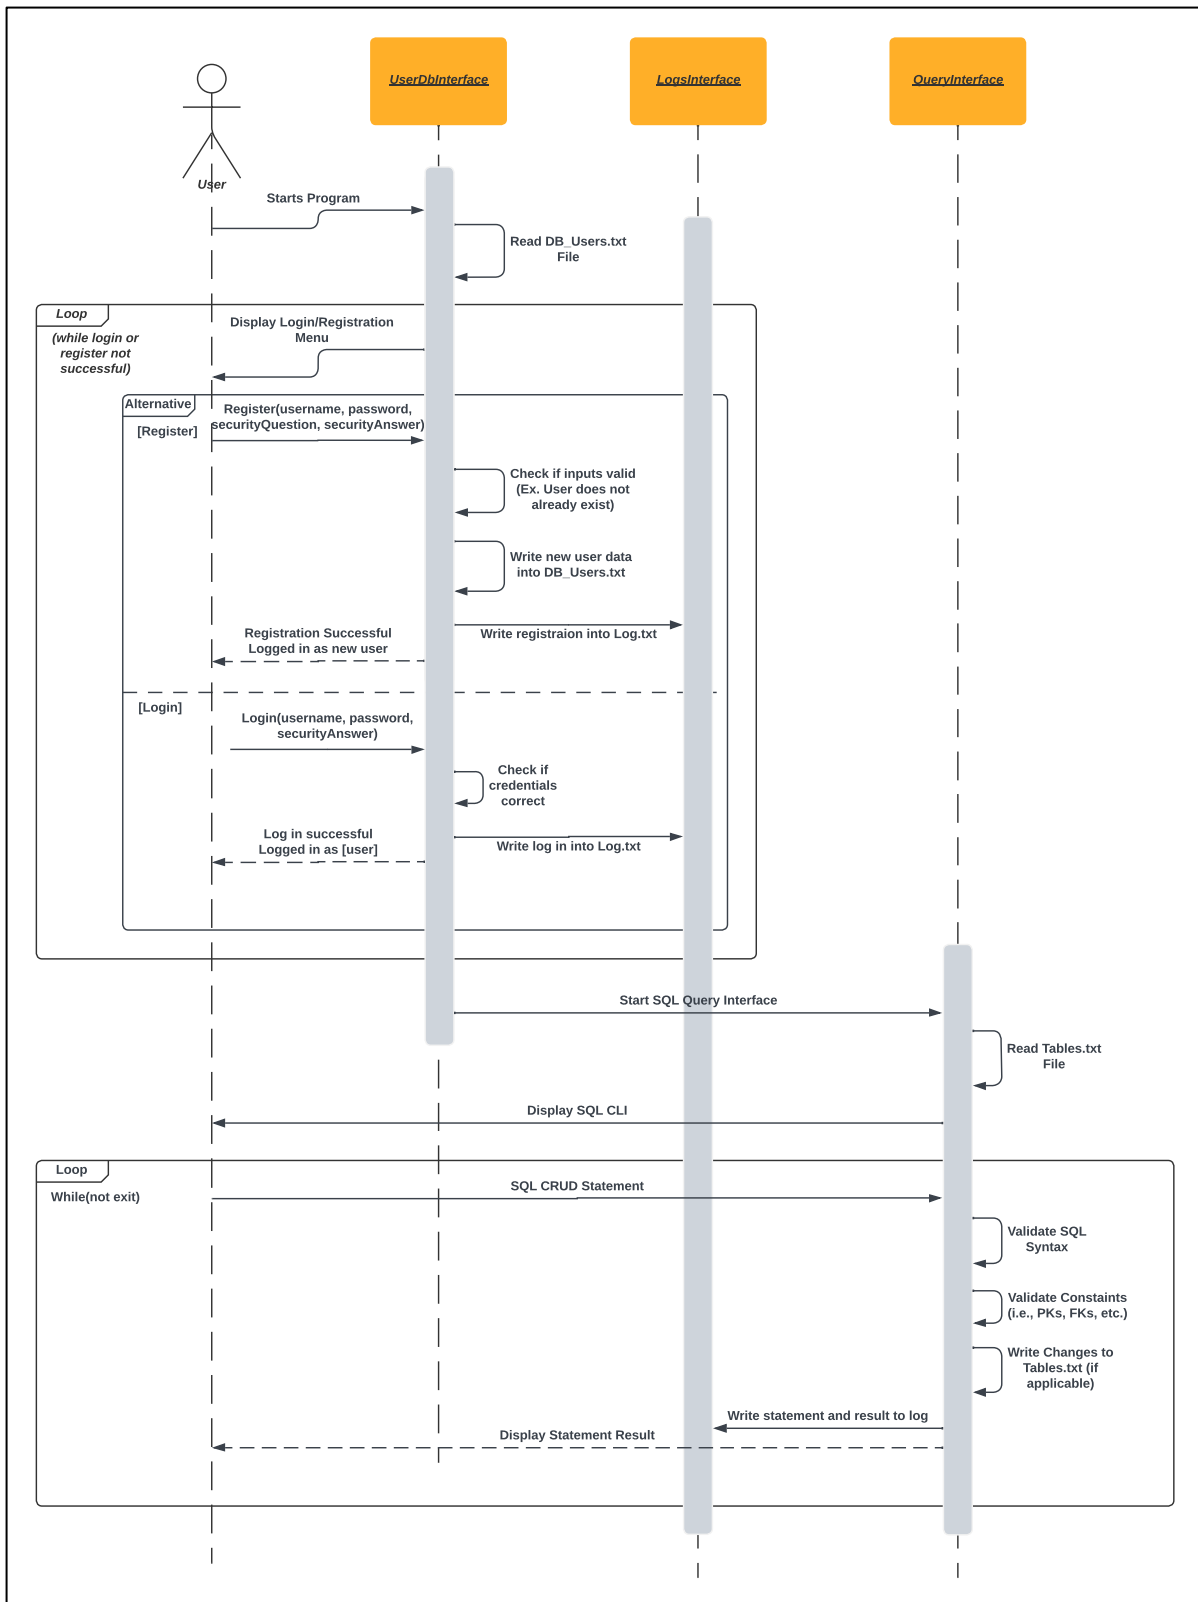 UserDbInterface
LogsInterface
QueryInterface
User
Starts Program
Read DB_Users.txt
File
Loop
(while login or
register not
successful)
Display Login/Registration
Menu
Alternative
[Register]
Register(username, password,
securityQuestion, securityAnswer)
Check if inputs valid
(Ex. User does not
already exist)
Write new user data
into DB_Users.txt
Write registraion into Log.txt
Registration Successful
Logged in as new user
[Login]
Login(username, password,
securityAnswer)
Check if
credentials
correct
Log in successful
Logged in as [user]
Write log in into Log.txt
Start SQL Query Interface
Read Tables.txt
File
Display SQL CLI
Loop
While(not exit)
SQL CRUD Statement
Validate SQL
Syntax
Validate Constaints
(i.e., PKs, FKs, etc.)
Write Changes to
Tables.txt (if
applicable)
Write statement and result to log
Display Statement Result